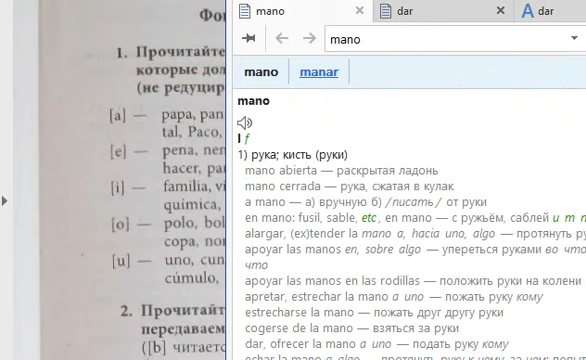 Фо
1. Прочитайте
которые дол
(не редуцир
[a] — papa, pan
tal, Paco,
[e] — pena, nen
hacer, pa
[i] — familia, vi
química,
[o] — polo, bol
copa, nor
[u] — uno, cun
cúmulo,
2. Прочитайт
передаваем
([b] читаетс
mano
dar
dar
mano
mano manar
mano
I f
1) рука; кисть (руки)
mano abierta — раскрытая ладонь
mano cerrada — рука, сжатая в кулак
a mano — а) вручную б) /писать/ от руки
en mano: fusil, sable, etc, en mano — с ружьём, саблей и т п
alargar, (ex)tender la mano a, hacia uno, algo — протянуть ру
apoyar las manos en, sobre algo — упереться руками во что
что
apoyar las manos en las rodillas — положить руки на колени
apretar, estrechar la mano a uno — пожать руку кому
estrecharse la mano — пожать друг другу руки
cogerse de la mano — взяться за руки
dar, ofrecer la mano a uno — подать руку кому